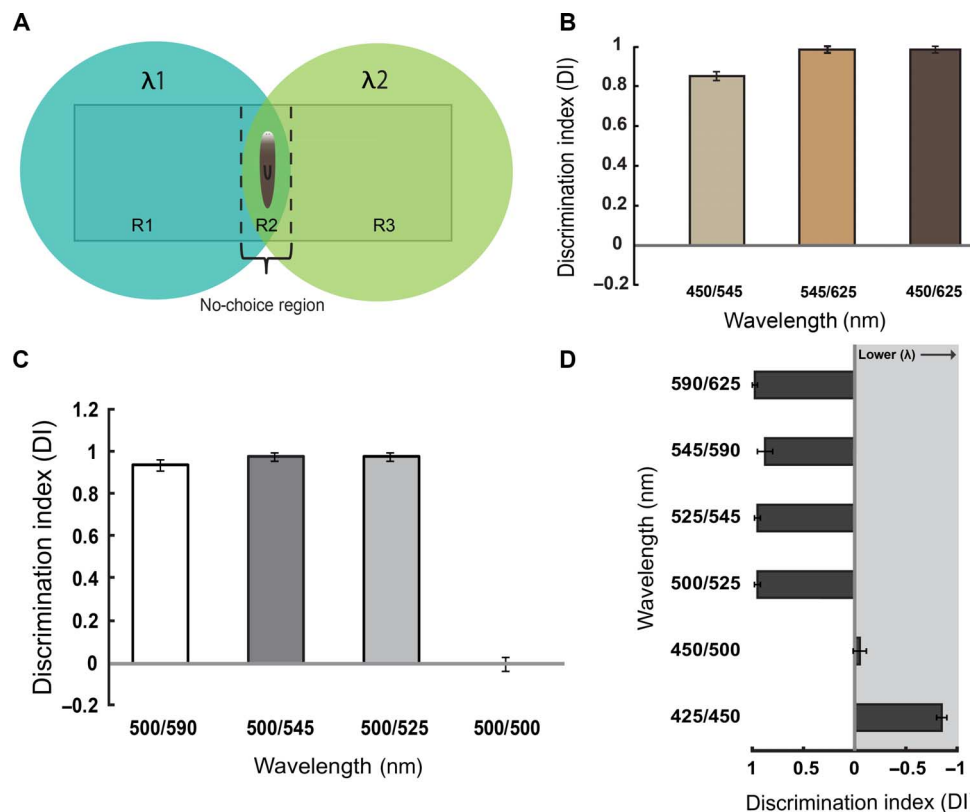 A
λ1
λ2
R1
R2
R3
No-choice region
B
Discrimination index (DI)
1
0.8
0.6
0.4
0.2
0
−0.2
450/545
545/625
450/625
Wavelength (nm)
C
Discrimination index (DI)
1.2
1
0.8
0.6
0.4
0.2
0
−0.2
500/590
500/545
500/525
500/500
Wavelength (nm)
D
Lower (λ)
Wavelength (nm)
590/625
545/590
525/545
500/525
450/500
425/450
1
0.5
0
−0.5
−1
Discrimination index (DI)